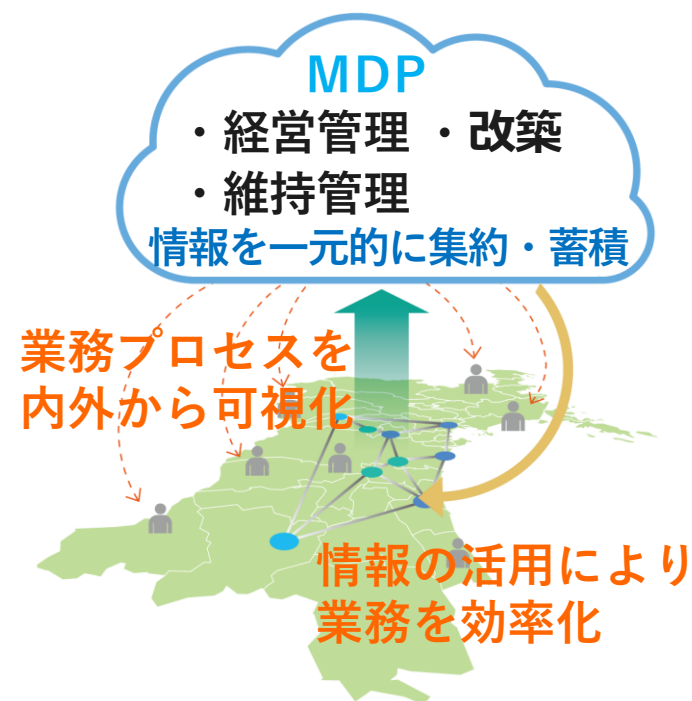 MDP
・経営管理 ・改築
・維持管理
情報を一元的に集約・蓄積
業務プロセスを
内外から可視化
情報の活用により
業務を効率化